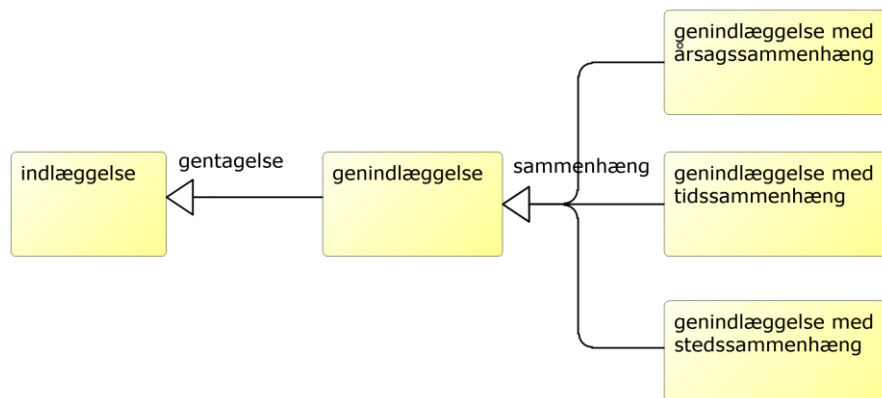 indlæggelse
gentagelse
genindlæggelse
sammenhæng
genindlæggelse med
årsagssammenhæng
genindlæggelse med
tidssammenhæng
genindlæggelse med
stedssammenhæng